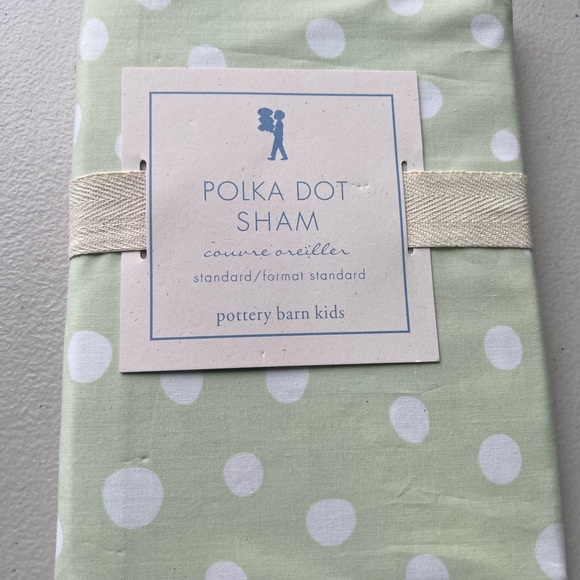 POLKA DOT
SHAM
couvre oreiller
standard/format standard
pottery barn kids